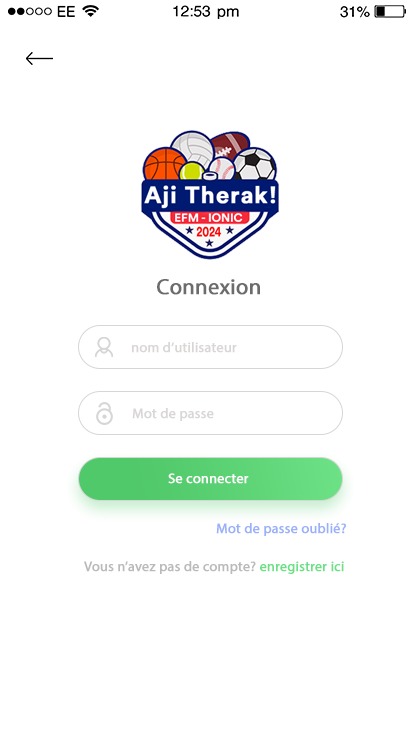 EE 12:53 pm 31%
Aji Therak!
EFM - IONIC
2024
Connexion
nom d'utilisateur
Mot de passe
Se connecter
Mot de passe oublié?
Vous n'avez pas de compte? enregistrer ici